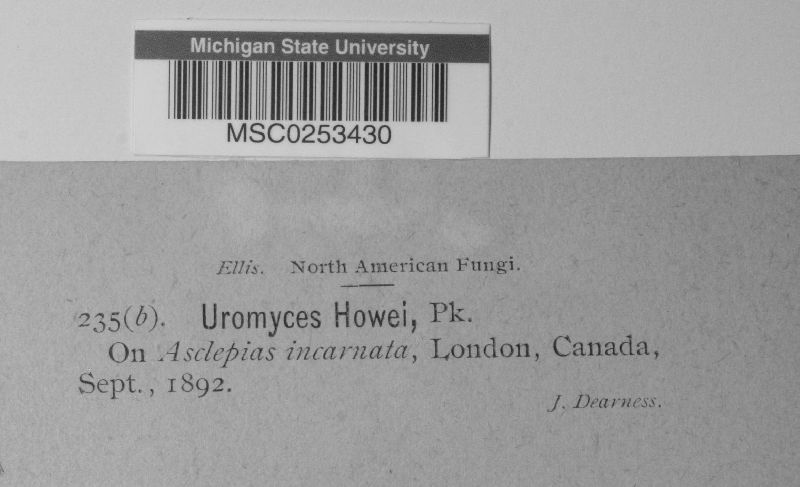 Michigan State University
MSC0253430
Ellis. North American Fungi.
235(b). Uromyces Howei, Pk.
On Asclepias incarnata, London, Canada,
Sept., 1892.
J. Dearness.